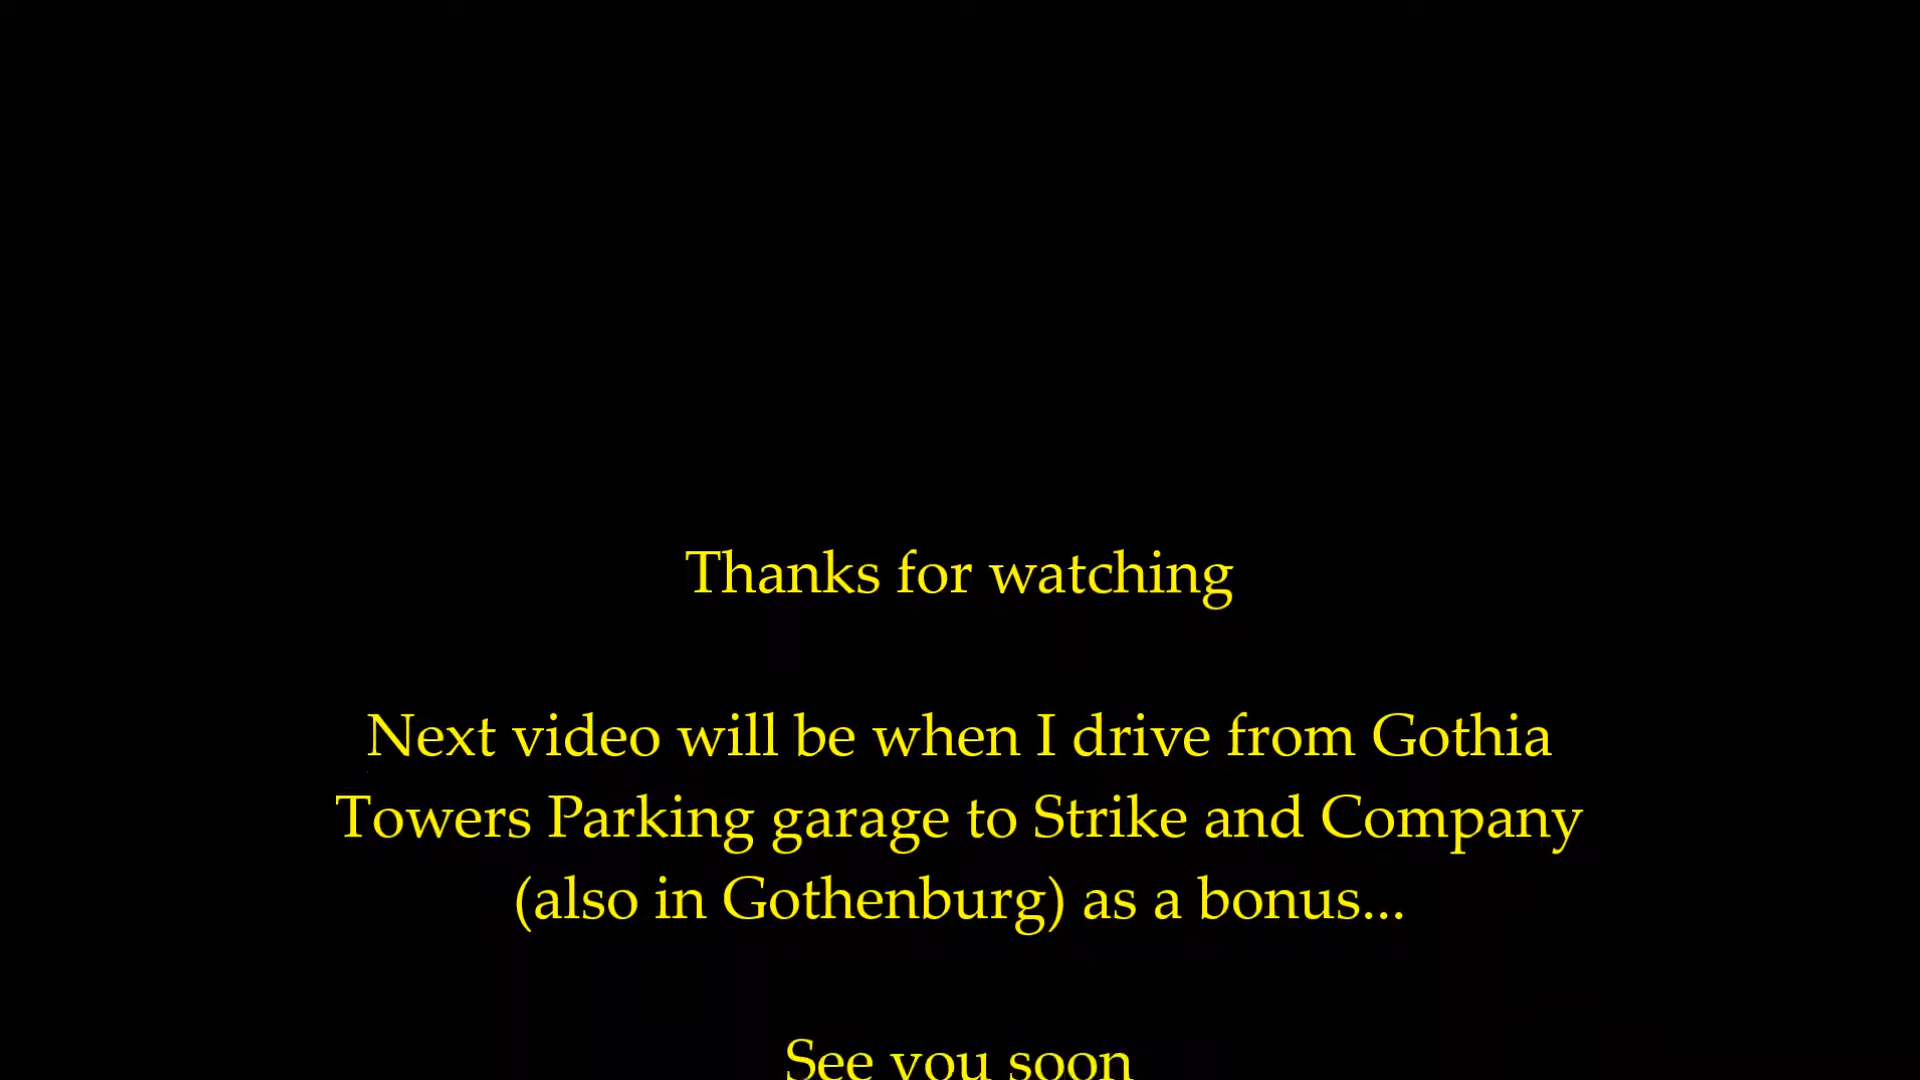 Thanks for watching
Next video will be when I drive from Gothia
Towers Parking garage to Strike and Company
(also in Gothenburg) as a bonus...
See you soon